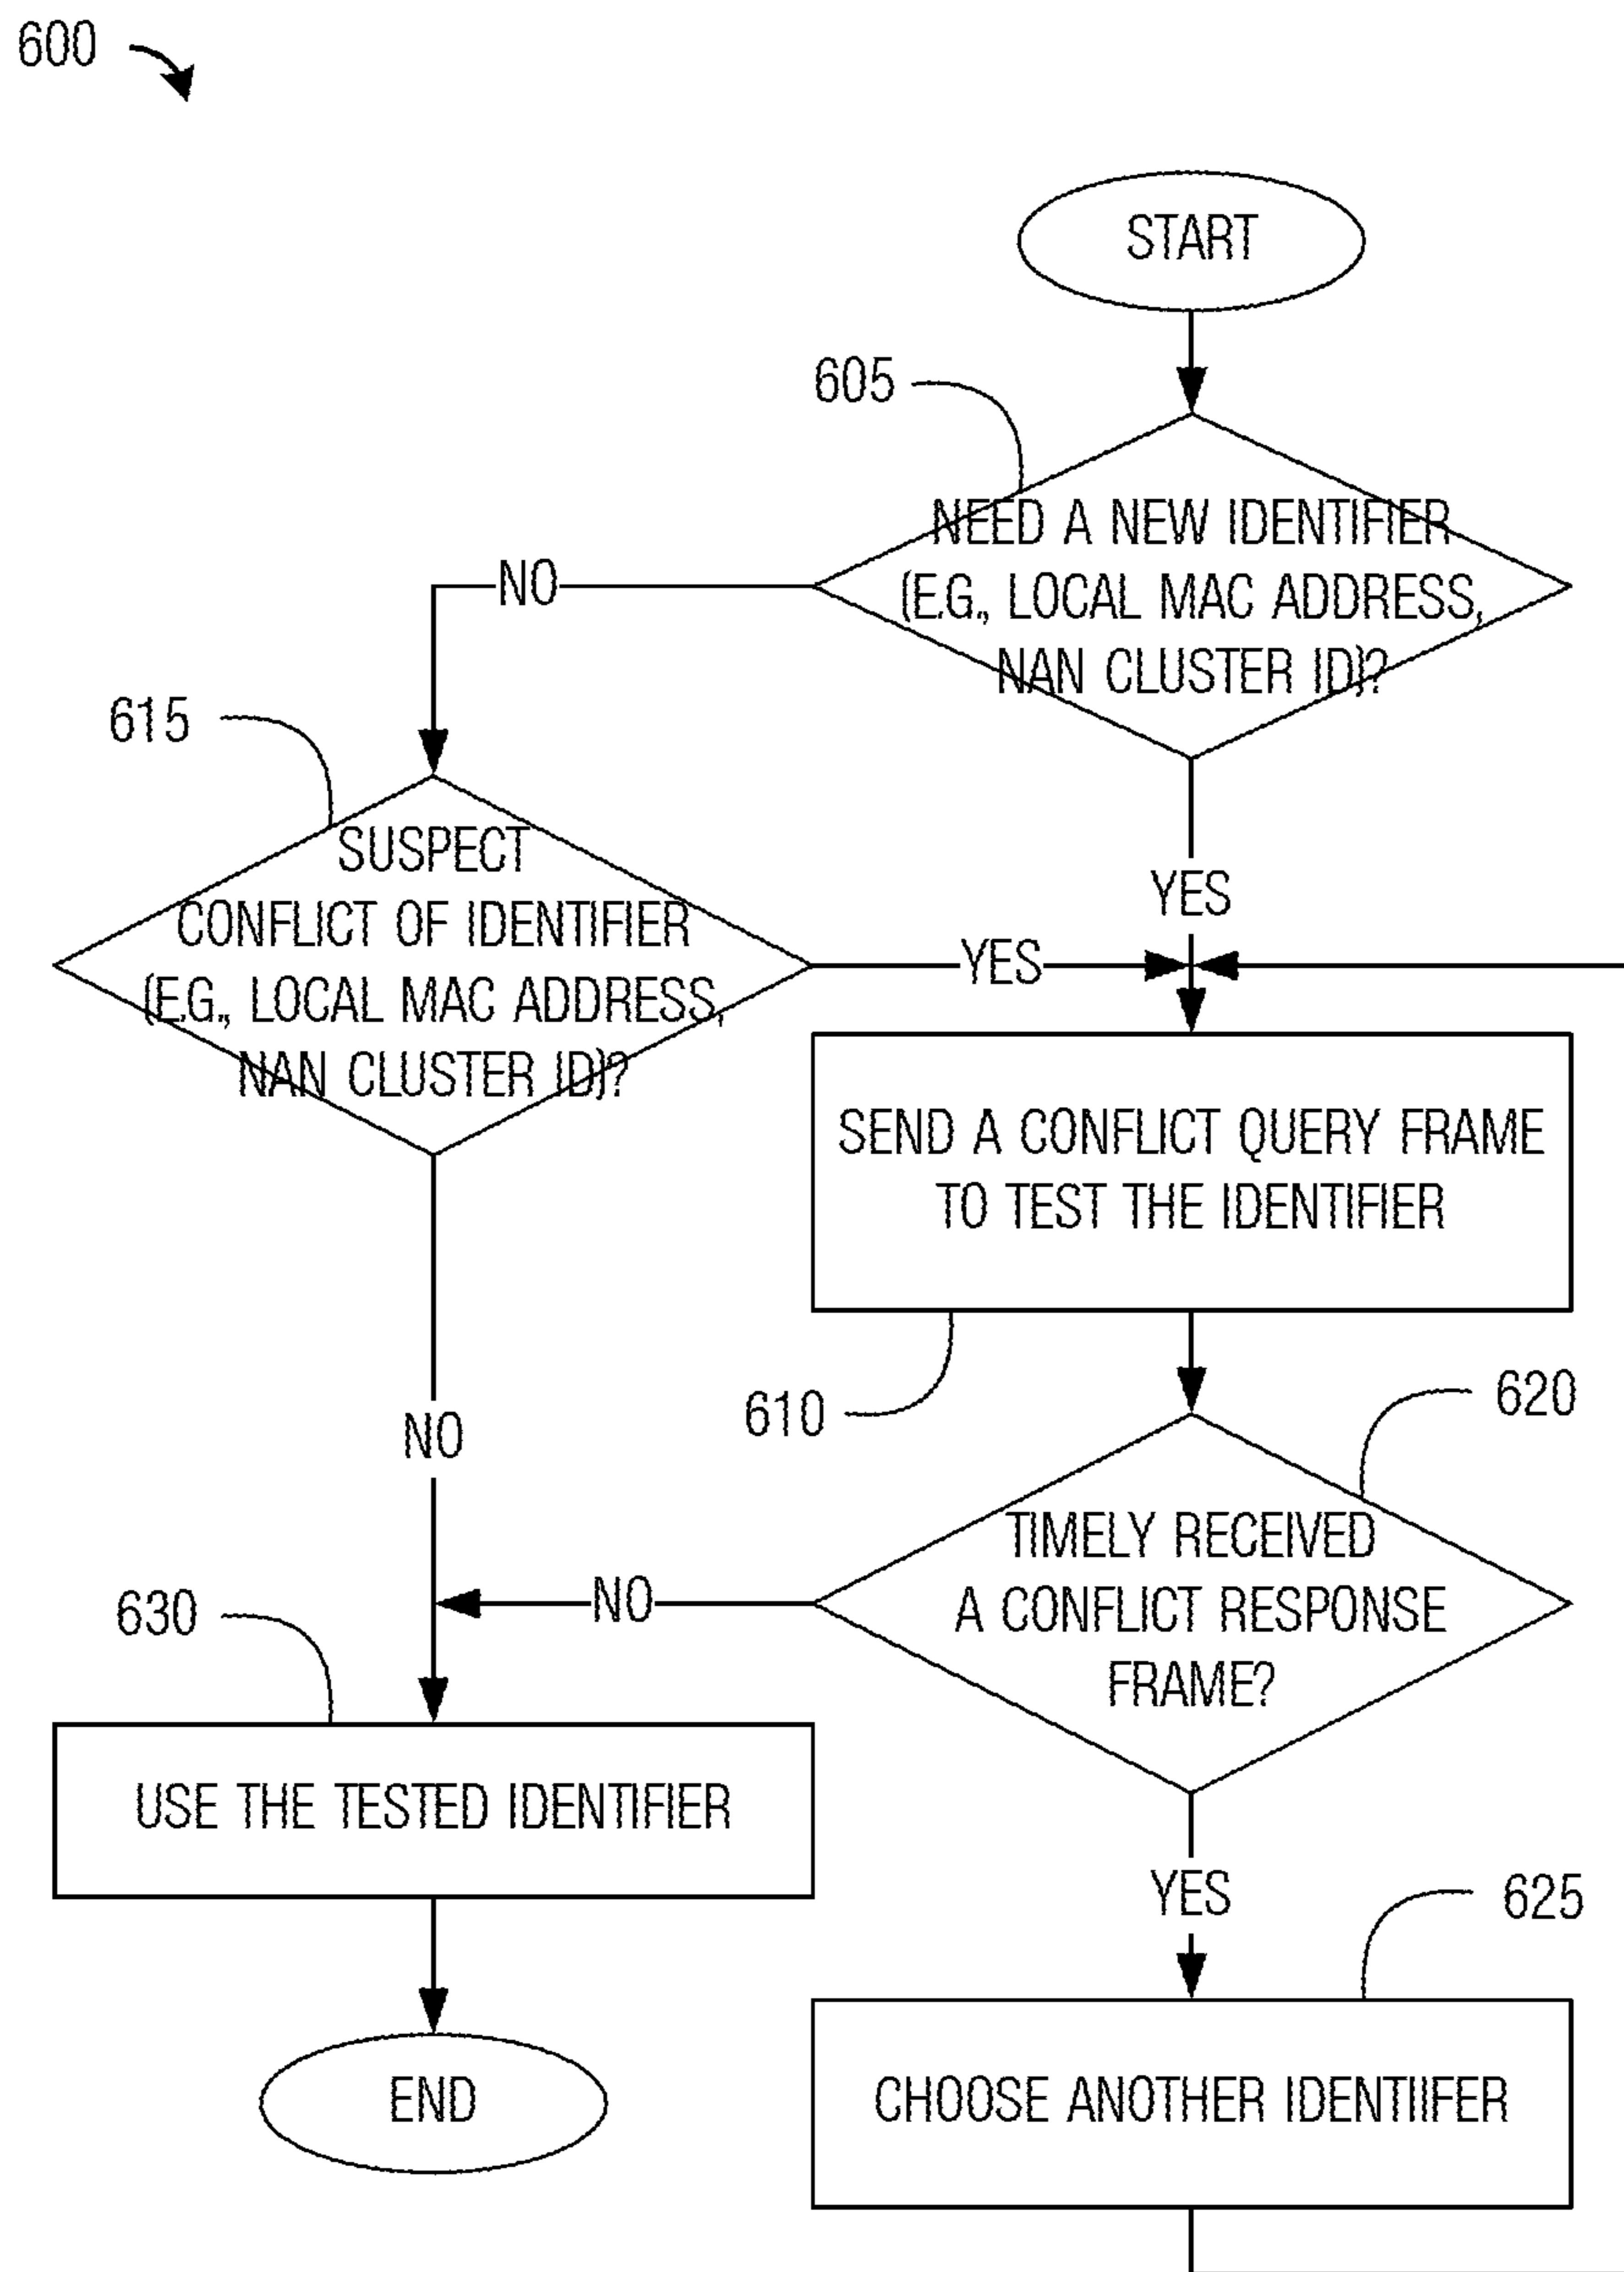 600
START
605
NEED A NEW IDENTIFIER
(E.G., LOCAL MAC ADDRESS,
NAN CLUSTER ID)?
NO
YES
615
SUSPECT
CONFLICT OF IDENTIFIER
(E.G., LOCAL MAC ADDRESS,
NAN CLUSTER ID)?
YES
NO
SEND A CONFLICT QUERY FRAME
TO TEST THE IDENTIFIER
610
620
TIMELY RECEIVED
A CONFLICT RESPONSE
FRAME?
NO
YES
630
USE THE TESTED IDENTIFIER
625
CHOOSE ANOTHER IDENTIIFER
END